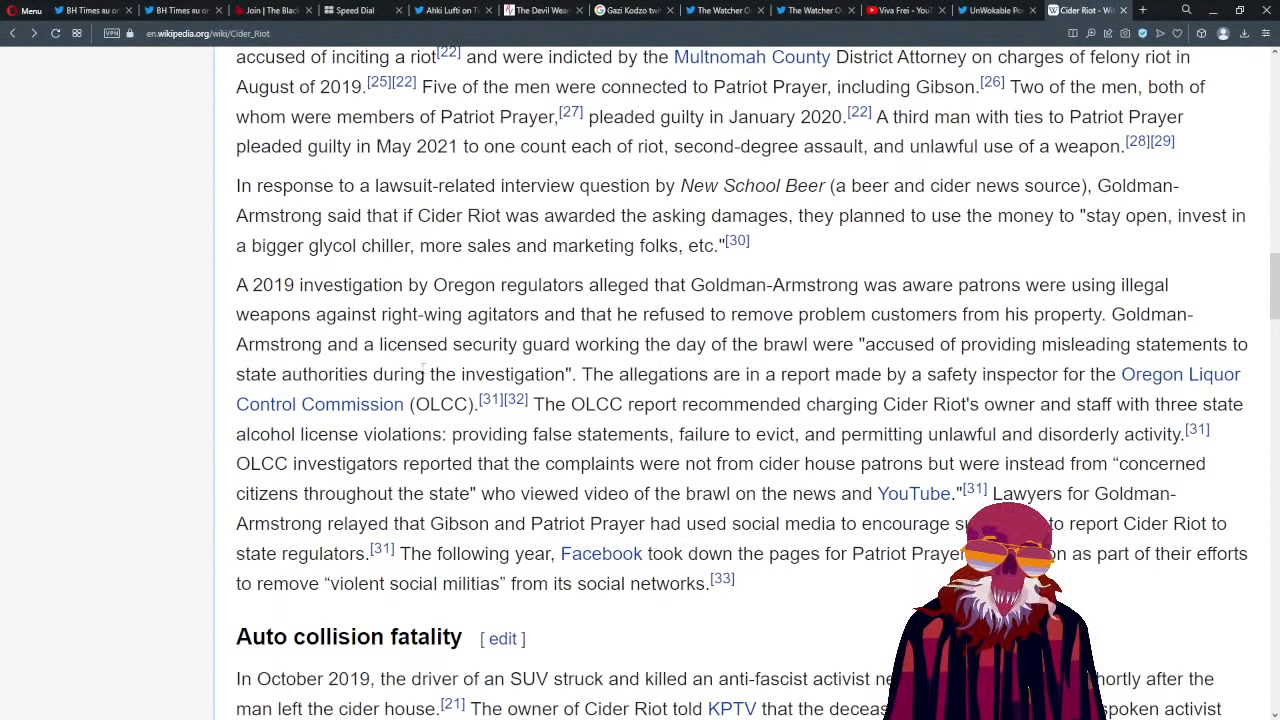 Menu BH Times ru or BH Times ru or Join | The Black Speed Dial Ahki Lufti on Tw The Devil Wea Gazi Kodzo twit The Watcher O The Watcher O Viva Frei - You UnWokable Po Cider Riot - Wik
VPN en.wikipedia.org/wiki/Cider_Riot
accused of inciting a riot[22] and were indicted by the Multnomah County District Attorney on charges of felony riot in
August of 2019.[25][22] Five of the men were connected to Patriot Prayer, including Gibson.[26] Two of the men, both of
whom were members of Patriot Prayer,[27] pleaded guilty in January 2020.[22] A third man with ties to Patriot Prayer
pleaded guilty in May 2021 to one count each of riot, second-degree assault, and unlawful use of a weapon.[28][29]
In response to a lawsuit-related interview question by New School Beer (a beer and cider news source), Goldman-
Armstrong said that if Cider Riot was awarded the asking damages, they planned to use the money to "stay open, invest in
a bigger glycol chiller, more sales and marketing folks, etc."[30]
A 2019 investigation by Oregon regulators alleged that Goldman-Armstrong was aware patrons were using illegal
weapons against right-wing agitators and that he refused to remove problem customers from his property. Goldman-
Armstrong and a licensed security guard working the day of the brawl were "accused of providing misleading statements to
state authorities during the investigation". The allegations are in a report made by a safety inspector for the Oregon Liquor
Control Commission (OLCC).[31][32] The OLCC report recommended charging Cider Riot's owner and staff with three state
alcohol license violations: providing false statements, failure to evict, and permitting unlawful and disorderly activity.[31]
OLCC investigators reported that the complaints were not from cider house patrons but were instead from “concerned
citizens throughout the state" who viewed video of the brawl on the news and YouTube."[31] Lawyers for Goldman-
Armstrong relayed that Gibson and Patriot Prayer had used social media to encourage to report Cider Riot to
state regulators.[31] The following year, Facebook took down the pages for Patriot Prayer as part of their efforts
to remove “violent social militias” from its social networks.[33]
Auto collision fatality [ edit ]
In October 2019, the driver of an SUV struck and killed an anti-fascist activist shortly after the
man left the cider house.[21] The owner of Cider Riot told KPTV that the spoken activist